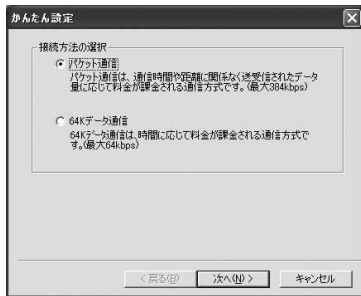 かんたん設定
接続方法の選択
パケット通信
パケット通信は、通信時間や距離に関係なく送受信されたデータ
量に応じて料金が課金される通信方式です。(最大384kbps)
64Kデータ通信
64Kデータ通信は、時間に応じて料金が課金される通信方式で
す。(最大64kbps)
< 戻る(B)
次へ(N) >
キャンセル